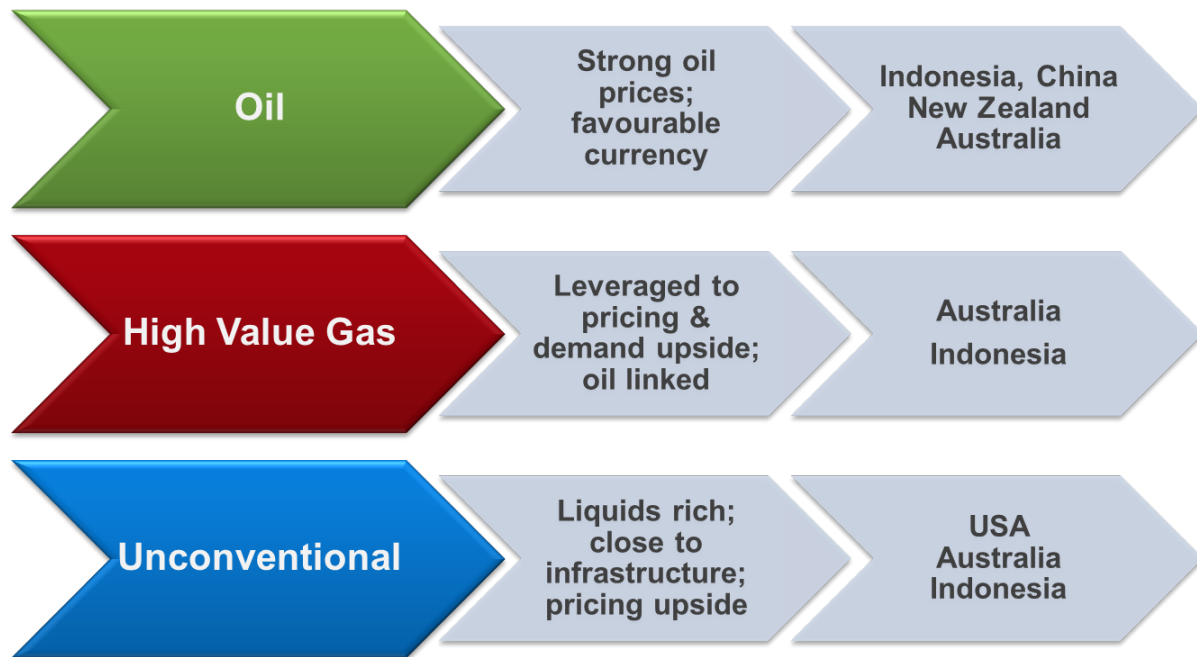 Oil
Strong oil
prices;
favourable
currency
Indonesia, China
New Zealand
Australia
High Value Gas
Leveraged to
pricing &
demand upside;
oil linked
Australia
Indonesia
Unconventional
Liquids rich;
close to
infrastructure;
pricing upside
USA
Australia
Indonesia